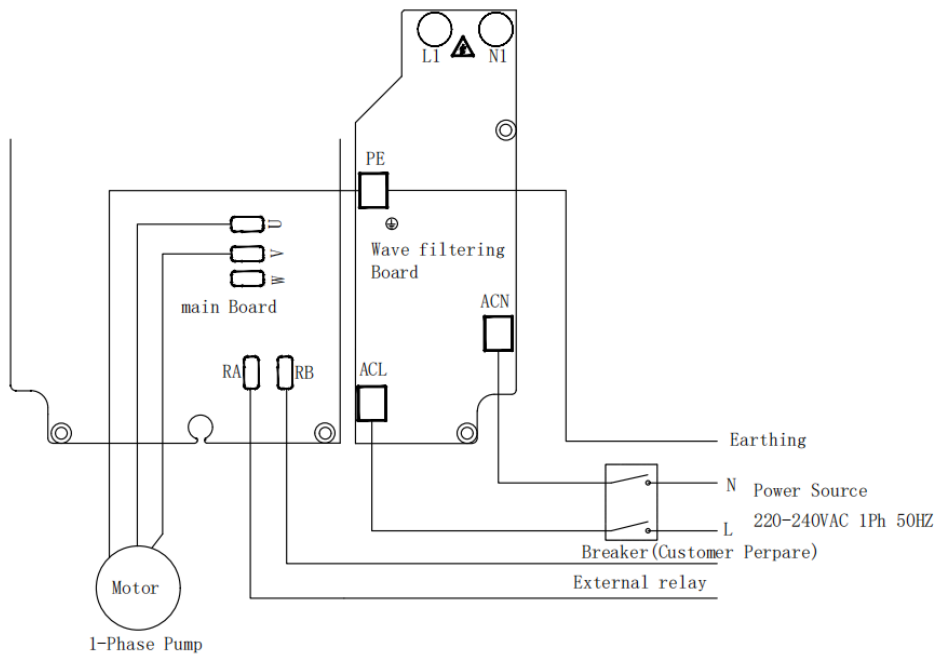 L1 N1
PE
U
Wave filtering
V
Board
W
main Board
ACN
RA RB ACL
Earthing
N Power Source
220-240VAC 1Ph 50HZ
L
Breaker(Customer Perpare)
Motor External relay
1-Phase Pump